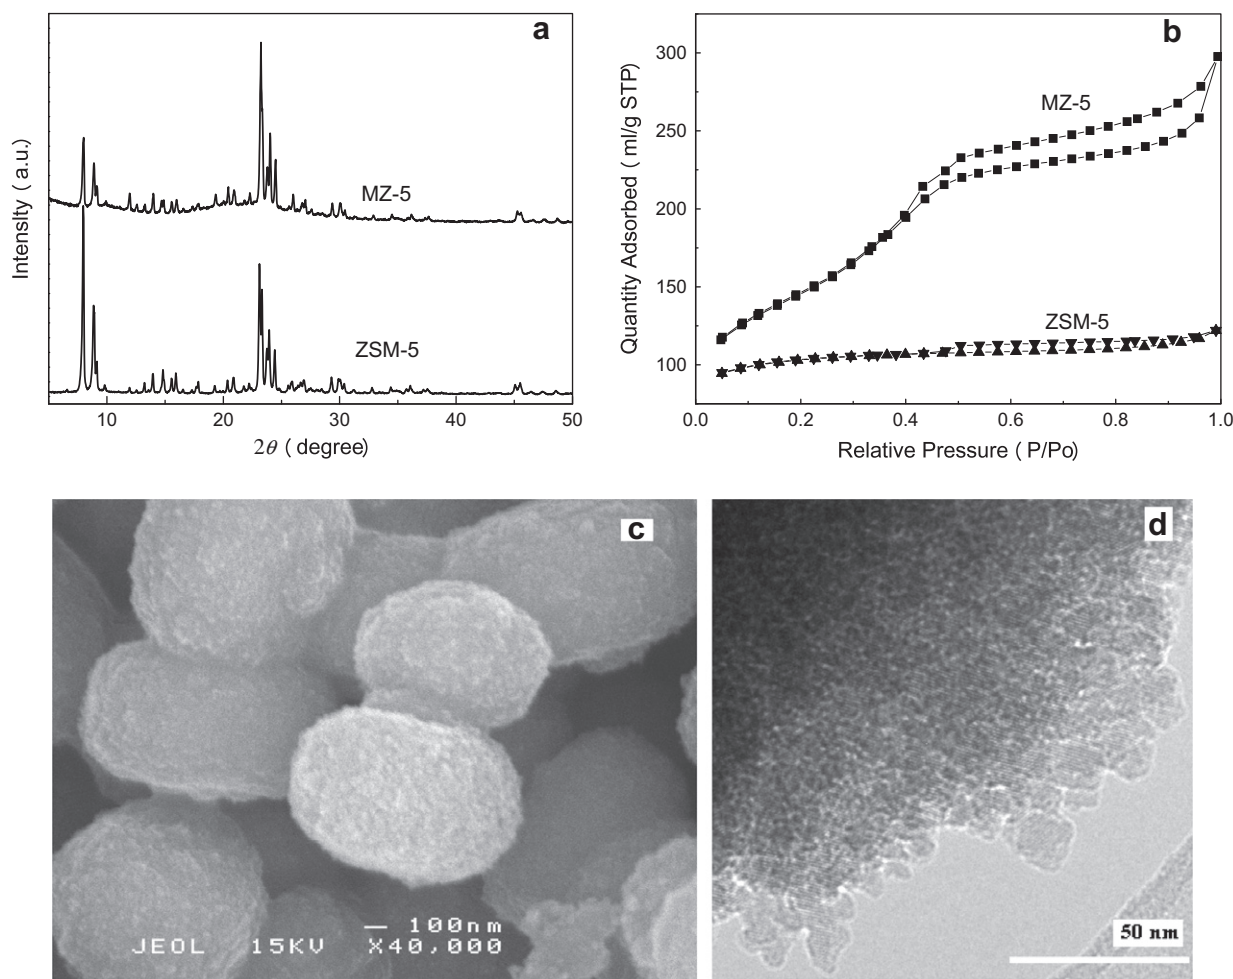 a
Intensity ( a.u.)
MZ-5
ZSM-5
10 20 30 40 50
2θ ( degree)
b
Quantity Adsorbed ( ml/g STP)
300
250
200
150
100
MZ-5
ZSM-5
0.0 0.2 0.4 0.6 0.8 1.0
Relative Pressure ( P/Po)
c
100nm
JEOL 15KV X40,000
d
50 nm